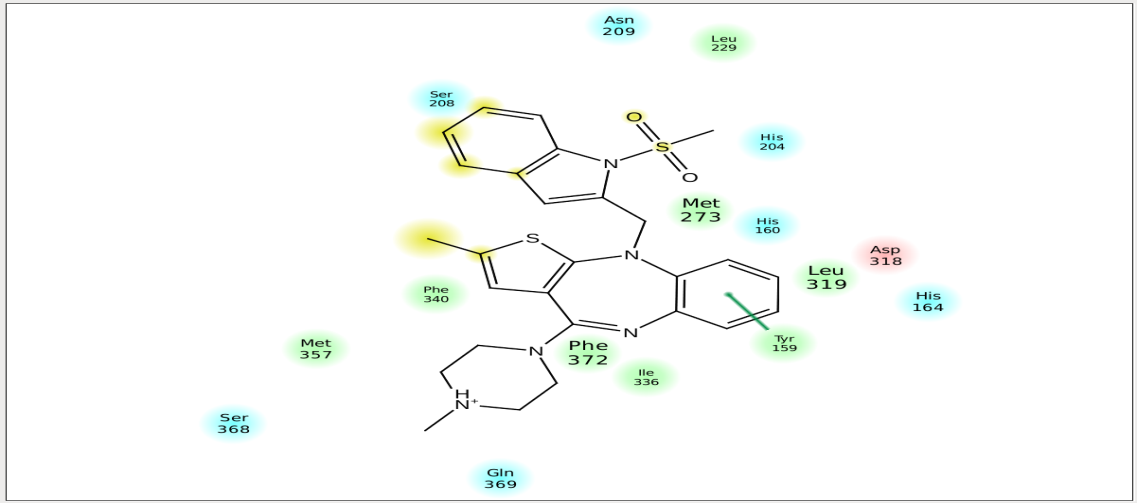 Asn
209
Leu
229
Ser
208
O
His
204
S
N
O
Met
273
His
160
S
N
Asp
318
Leu
319
Phe
340
His
164
N
Tyr
159
Met
357
N
Phe
372
Ile
336
H
N+
Ser
368
Gln
369